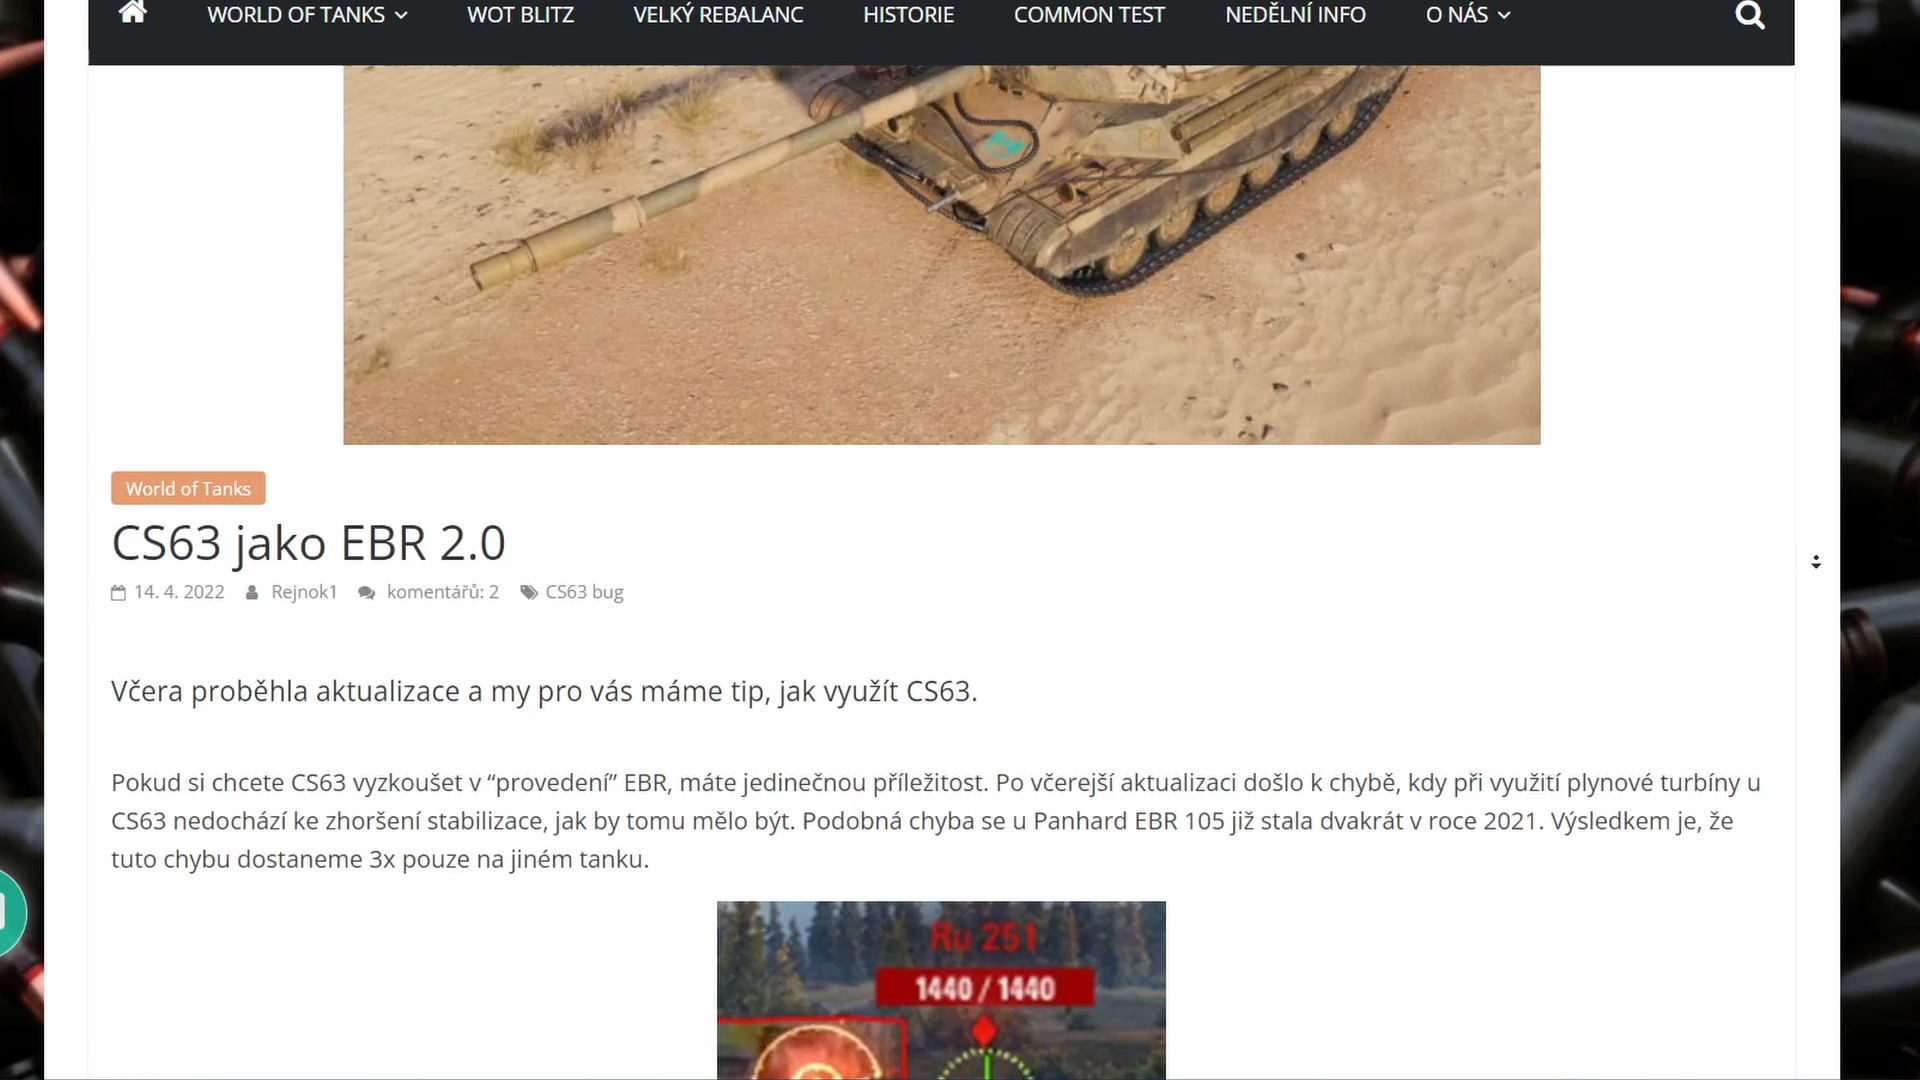 WORLD OF TANKS WOT BLITZ VELKÝ REBALANC HISTORIE COMMON TEST NEDĚLNÍ INFO O NÁS
World of Tanks
CS63 jako EBR 2.0
14. 4. 2022 Rejnok1 komentářů: 2 CS63 bug
Včera proběhla aktualizace a my pro vás máme tip, jak využít CS63.
Pokud si chcete CS63 vyzkoušet v “provedení” EBR, máte jedinečnou příležitost. Po včerejší aktualizaci došlo k chybě, kdy při využití plynové turbíny u
CS63 nedochází ke zhoršení stabilizace, jak by tomu mělo být. Podobná chyba se u Panhard EBR 105 již stala dvakrát v roce 2021. Výsledkem je, že
tuto chybu dostaneme 3x pouze na jiném tanku.
Ru 251
1440 / 1440